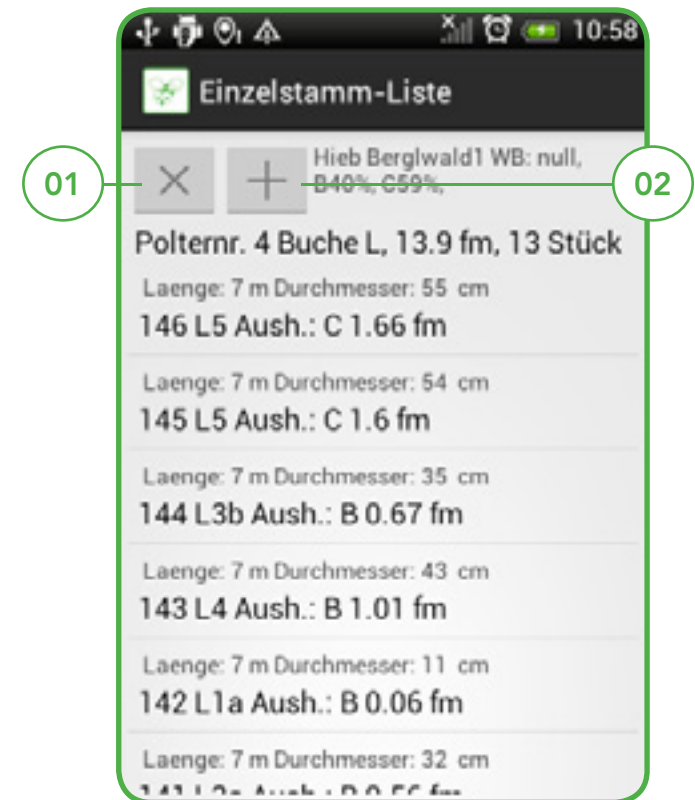 10:58
Einzelstamm-Liste
01
02
Hieb Berglwald1 WB: null,
B40%, C59%,
Polternr. 4 Buche L, 13.9 fm, 13 Stück
Laenge: 7 m Durchmesser: 55 cm
146 L5 Aush.: C 1.66 fm
Laenge: 7 m Durchmesser: 54 cm
145 L5 Aush.: C 1.6 fm
Laenge: 7 m Durchmesser: 35 cm
144 L3b Aush.: B 0.67 fm
Laenge: 7 m Durchmesser: 43 cm
143 L4 Aush.: B 1.01 fm
Laenge: 7 m Durchmesser: 11 cm
142 L1a Aush.: B 0.06 fm
Laenge: 7 m Durchmesser: 32 cm